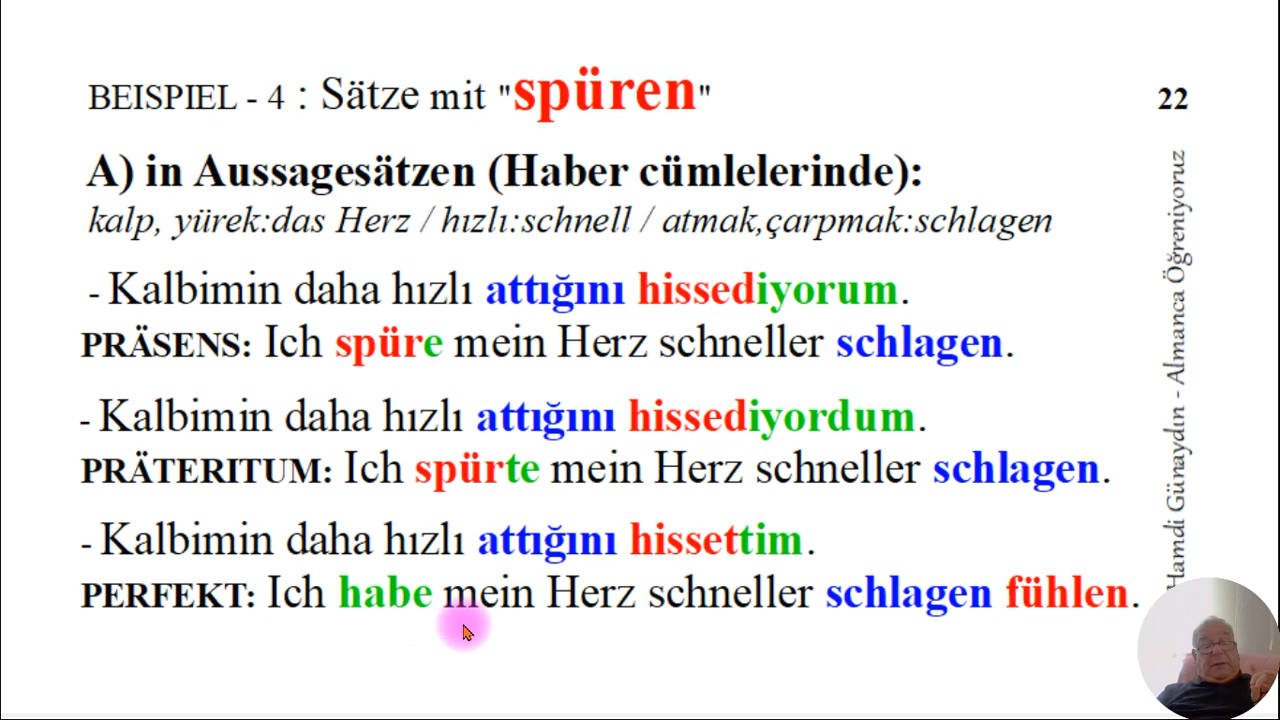 BEISPIEL - 4 : Sätze mit "spüren"
22
A) in Aussagesätzen (Haber cümlelerinde):
kalp, yürek:das Herz / hızlı:schnell / atmak,çarpmak:schlagen
- Kalbimin daha hızlı attığını hissediyorum.
PRÄSENS: Ich spüre mein Herz schneller schlagen.
- Kalbimin daha hızlı attığını hissediyordum.
PRÄTERITUM: Ich spürte mein Herz schneller schlagen.
- Kalbimin daha hızlı attığını hissettim.
PERFEKT: Ich habe mein Herz schneller schlagen fühlen.
Hamdi Günaydın - Almanca Öğreniyoruz